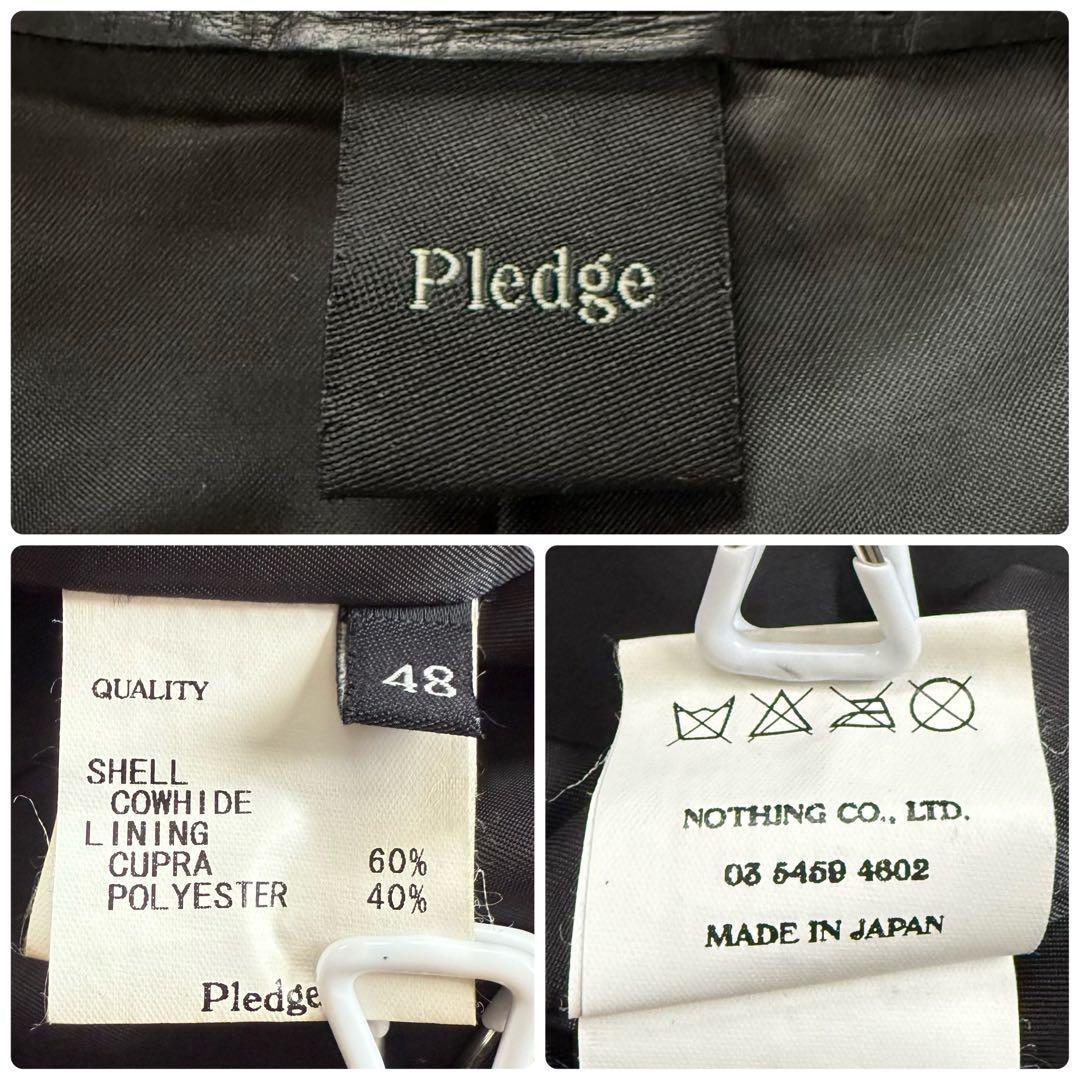 Pledge
QUALITY
48
SHELL
COWHIDE
LINING
CUPRA 60%
POLYESTER 40%
Pledge
NOTHING CO., LTD.
03 5459 4602
MADE IN JAPAN